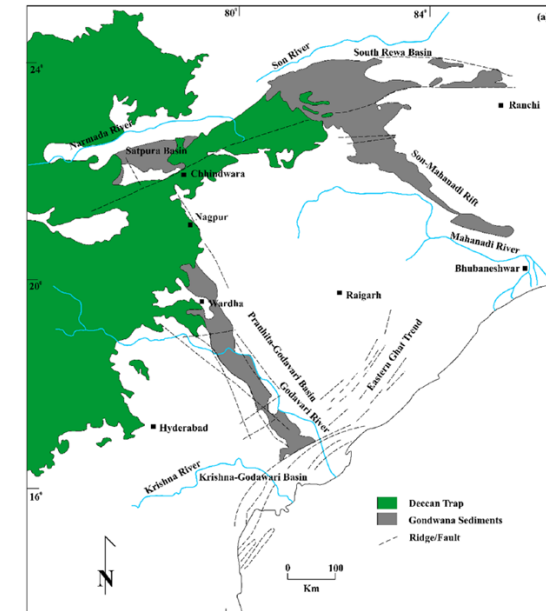 80
84
(a
24
Son River
South Rewa Basin
Ranchi
Narmada River
Satpura Basin
Chhindwara
Son-Mahanadi Rift
Nagpur
Mahanadi River
Bhubaneshwar
20
Wardha
Raigarh
Pranhita-Godavari Basin
Eastern Ghat Trend
Godavari River
Hyderabad
Krishna River
Krishna-Godawari Basin
16
Deccan Trap
Gondwana Sediments
Ridge/Fault
N
0 100
Km